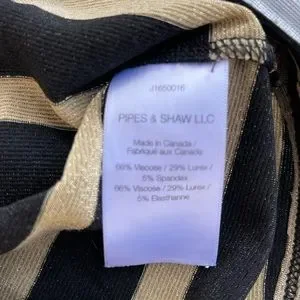 J1650016
PIPES & SHAW LLC
Made in Canada /
Fabriqué aux Canada
66% Viscose / 29% Lurex /
5% Spandex
66% Viscose / 29% Lurex /
5% Elasthanne